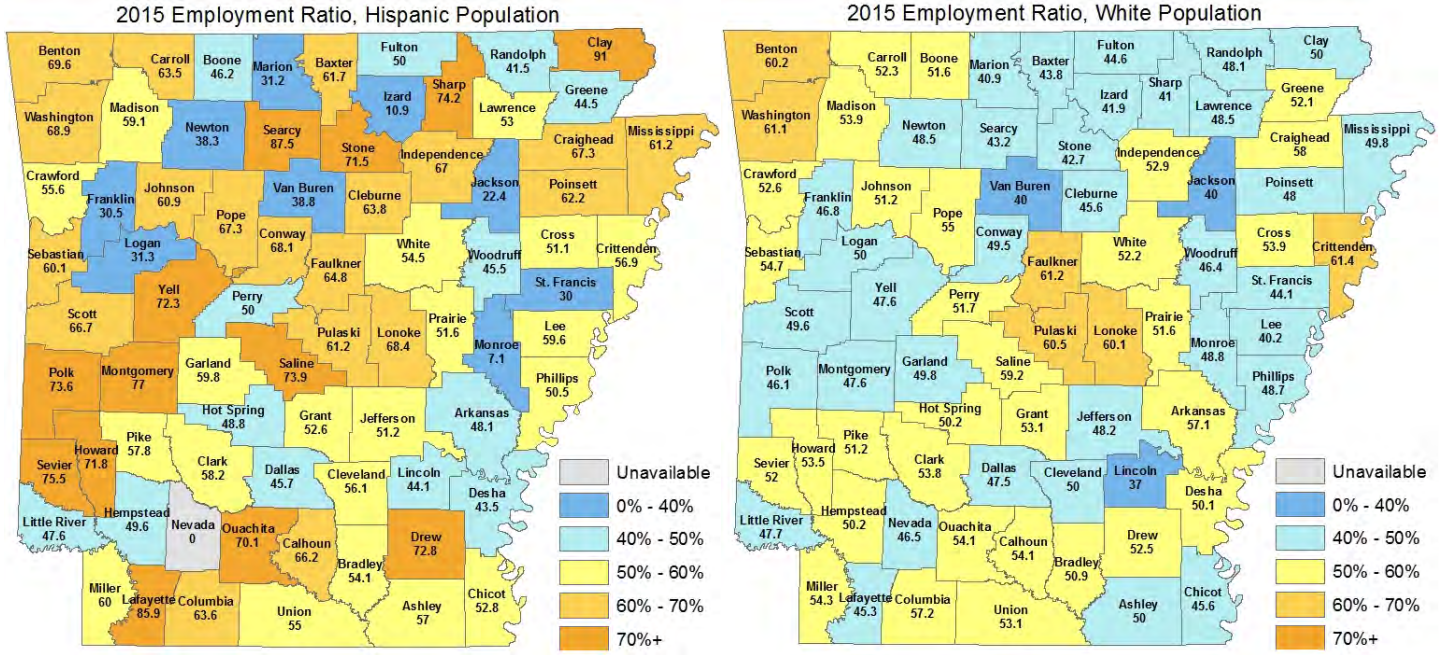 2015 Employment Ratio, Hispanic Population
Benton
69.6
Carroll
63.5
Boone
46.2
Marion
31.2
Baxter
61.7
Fulton
50
Randolph
41.5
Clay
91
Washington
68.9
Madison
59.1
Newton
38.3
Searcy
87.5
Stone
71.5
Izard
10.9
Sharp
74.2
Lawrence
53
Greene
44.5
Independence
67
Craighead
67.3
Mississippi
61.2
Crawford
55.6
Franklin
30.5
Johnson
60.9
Pope
67.3
Van Buren
38.8
Cleburne
63.8
Jackson
22.4
Poinsett
62.2
Sebastian
60.1
Logan
31.3
Conway
68.1
Faulkner
64.8
White
54.5
Woodruff
45.5
Cross
51.1
Crittenden
56.9
Yell
72.3
Perry
50
St. Francis
30
Scott
66.7
Pulaski
61.2
Lonoke
68.4
Prairie
51.6
Monroe
7.1
Lee
59.6
Polk
73.6
Montgomery
77
Garland
59.8
Saline
73.9
Phillips
50.5
Hot Spring
48.8
Grant
52.6
Jefferson
51.2
Arkansas
48.1
Sevier
75.5
Howard
71.8
Pike
57.8
Clark
58.2
Dallas
45.7
Cleveland
56.1
Lincoln
44.1
Desha
43.5
Little River
47.6
Hempstead
49.6
Nevada
0
Ouachita
70.1
Calhoun
66.2
Bradley
54.1
Drew
72.8
Miller
60
Lafayette
85.9
Columbia
63.6
Union
55
Ashley
57
Chicot
52.8
Unavailable
0% - 40%
40% - 50%
50% - 60%
60% - 70%
70%+
2015 Employment Ratio, White Population
Benton
60.2
Carroll
52.3
Boone
51.6
Marion
40.9
Baxter
43.8
Fulton
44.6
Randolph
48.1
Clay
50
Washington
61.1
Madison
53.9
Newton
48.5
Searcy
43.2
Stone
42.7
Izard
41.9
Sharp
41
Lawrence
48.5
Greene
52.1
Independence
52.9
Craighead
58
Mississippi
49.8
Crawford
52.6
Franklin
46.8
Johnson
51.2
Pope
55
Van Buren
40
Cleburne
45.6
Jackson
40
Poinsett
48
Sebastian
54.7
Logan
50
Conway
49.5
Faulkner
61.2
White
52.2
Woodruff
46.4
Cross
53.9
Crittenden
61.4
Yell
47.6
Perry
51.7
St. Francis
44.1
Scott
49.6
Pulaski
60.5
Lonoke
60.1
Prairie
51.6
Monroe
48.8
Lee
40.2
Polk
46.1
Montgomery
47.6
Garland
49.8
Saline
59.2
Phillips
48.7
Hot Spring
50.2
Grant
53.1
Jefferson
48.2
Arkansas
57.1
Sevier
52
Howard
53.5
Pike
51.2
Clark
53.8
Dallas
47.5
Cleveland
50
Lincoln
37
Desha
50.1
Little River
47.7
Hempstead
50.2
Nevada
46.5
Ouachita
54.1
Calhoun
54.1
Bradley
50.9
Drew
52.5
Miller
54.3
Lafayette
45.3
Columbia
57.2
Union
53.1
Ashley
50
Chicot
45.6
Unavailable
0% - 40%
40% - 50%
50% - 60%
60% - 70%
70%+